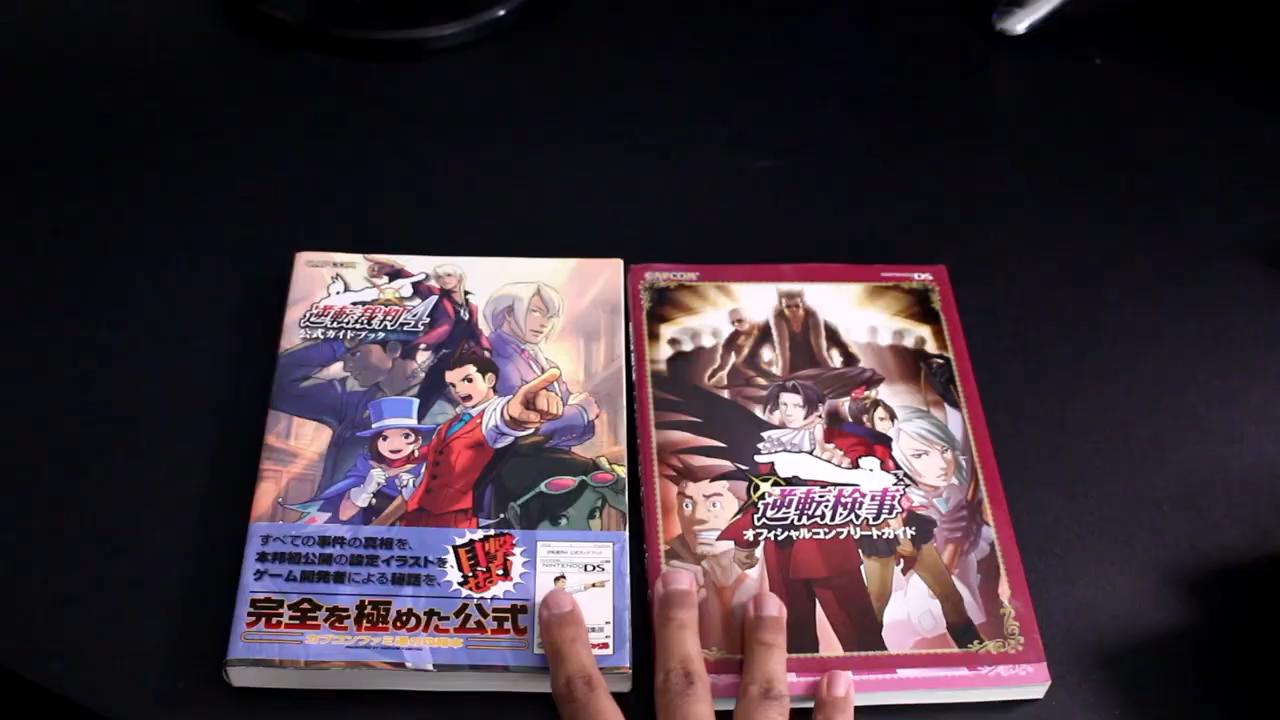 逆転裁判4
公式ガイドブック
すべての事件の真相を、
本邦初公開の設定イラストを、
ゲーム開発者による秘話を、
目撃せよ!
完全を極めた公式
NINTENDO DS
CAPCOM
NINTENDO DS
逆転検事
オフィシャルコンプリートガイド